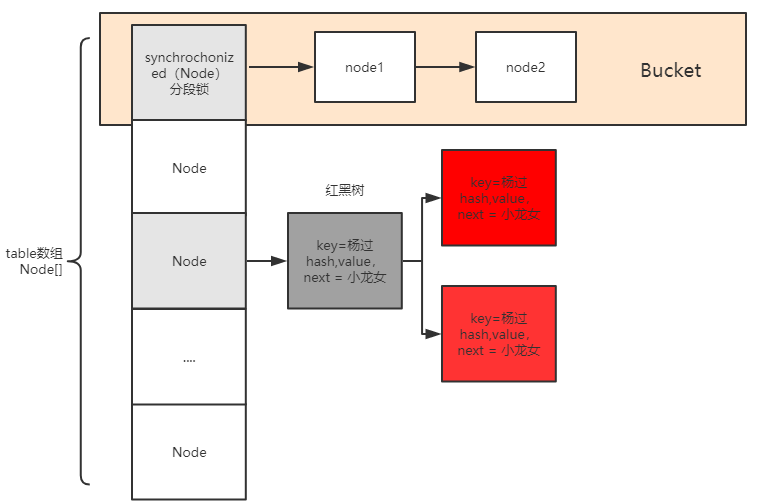 synchrochoniz
ed（Node）
分段锁
node1
node2
Bucket
Node
红黑树
key=杨过
hash,value，
next = 小龙女
table数组
Node[]
Node
key=杨过
hash,value，
next = 小龙女
key=杨过
hash,value，
next = 小龙女
....
Node